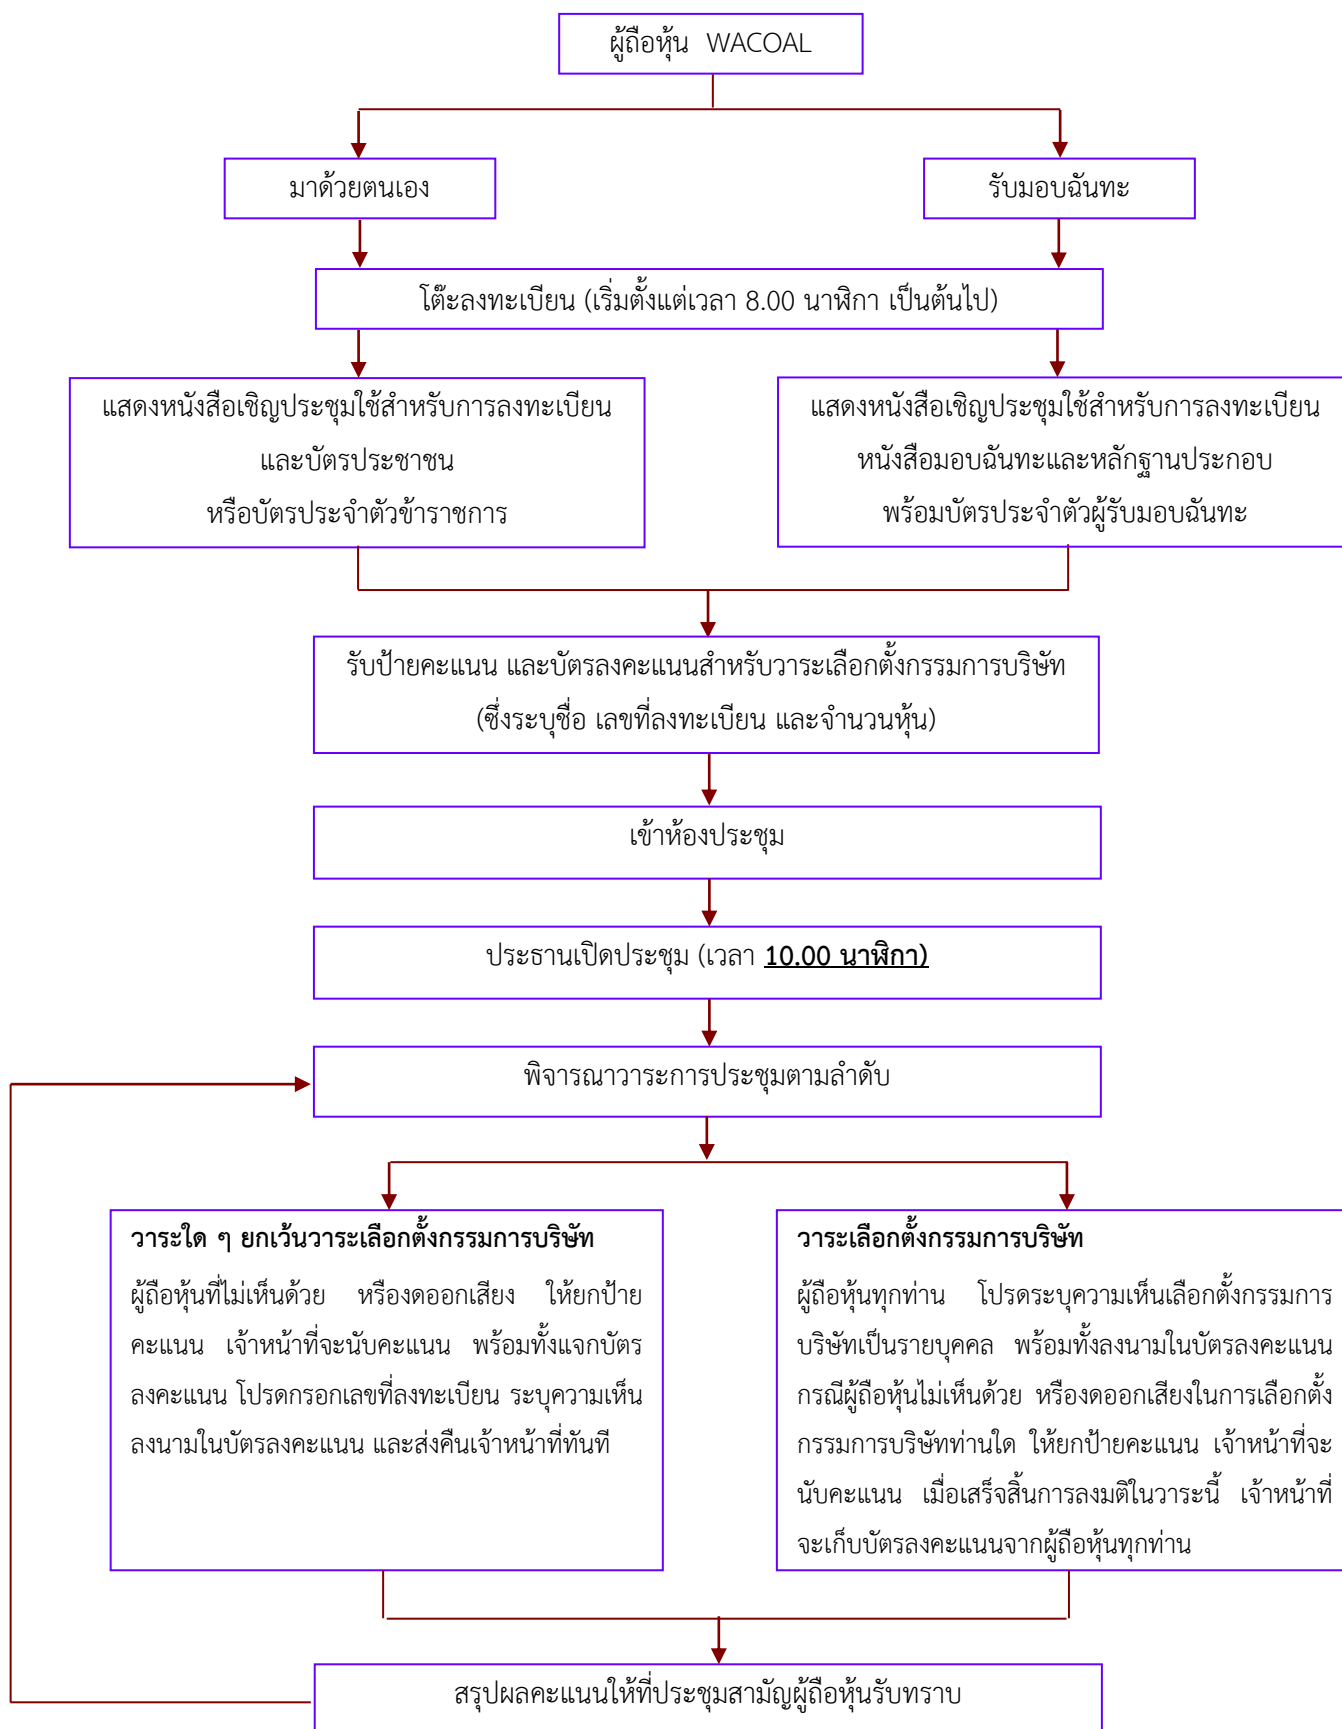 ผู้ถือหุ้น WACOAL
มาด้วยตนเอง
รับมอบฉันทะ
โต๊ะลงทะเบียน (เริ่มตั้งแต่เวลา 8.00 นาฬิกา เป็นต้นไป)
แสดงหนังสือเชิญประชุมใช้สำหรับการลงทะเบียน
และบัตรประชาชน
หรือบัตรประจำตัวข้าราชการ
แสดงหนังสือเชิญประชุมใช้สำหรับการลงทะเบียน
หนังสือมอบฉันทะและหลักฐานประกอบ
พร้อมบัตรประจำตัวผู้รับมอบฉันทะ
รับป้ายคะแนน และบัตรลงคะแนนสำหรับวาระเลือกตั้งกรรมการบริษัท
(ซึ่งระบุชื่อ เลขที่ลงทะเบียน และจำนวนหุ้น)
เข้าห้องประชุม
ประธานเปิดประชุม (เวลา 10.00 นาฬิกา)
พิจารณาวาระการประชุมตามลำดับ
วาระใด ๆ ยกเว้นวาระเลือกตั้งกรรมการบริษัท
ผู้ถือหุ้นที่ไม่เห็นด้วย หรืองดออกเสียง ให้ยกป้าย
คะแนน เจ้าหน้าที่จะนับคะแนน พร้อมทั้งแจกบัตร
ลงคะแนน โปรดกรอกเลขที่ลงทะเบียน ระบุความเห็น
ลงนามในบัตรลงคะแนน และส่งคืนเจ้าหน้าที่ทันที
วาระเลือกตั้งกรรมการบริษัท
ผู้ถือหุ้นทุกท่าน โปรดระบุความเห็นเลือกตั้งกรรมการ
บริษัทเป็นรายบุคคล พร้อมทั้งลงนามในบัตรลงคะแนน
กรณีผู้ถือหุ้นไม่เห็นด้วย หรืองดออกเสียงในการเลือกตั้ง
กรรมการบริษัทท่านใด ให้ยกป้ายคะแนน เจ้าหน้าที่จะ
นับคะแนน เมื่อเสร็จสิ้นการลงมติในวาระนี้ เจ้าหน้าที่
จะเก็บบัตรลงคะแนนจากผู้ถือหุ้นทุกท่าน
สรุปผลคะแนนให้ที่ประชุมสามัญผู้ถือหุ้นรับทราบ